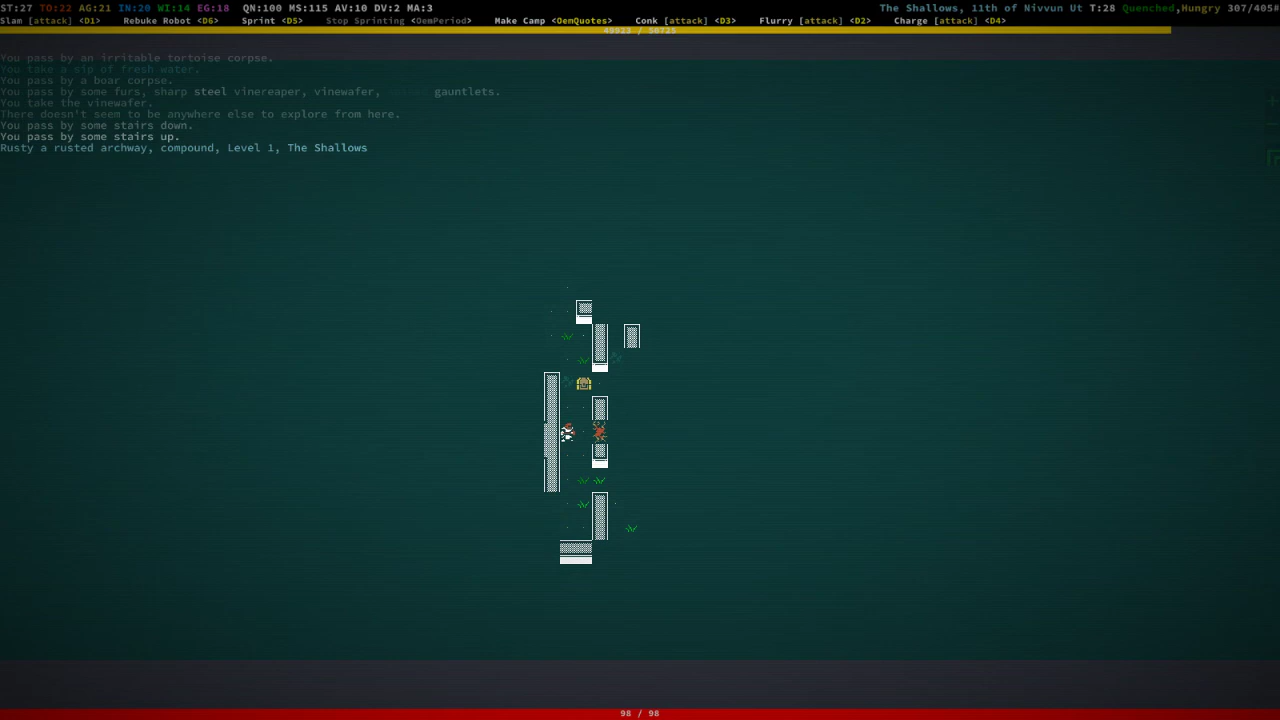 ST:27 TO:22 AG:21 IN:20 WI:14 EG:18 QN:100 MS:115 AV:10 DV:2 MA:3 The Shallows, 11th of Nivvun Ut T:28 Quenched,Hungry 307/405#
Slam [attack] <D1> Rebuke Robot <D6> Sprint <D5> Stop Sprinting <OemPeriod> Make Camp <OemQuotes> Conk [attack] <D3> Flurry [attack] <D2> Charge [attack] <D4>
You pass by an irritable tortoise corpse.
You take a sip of fresh water.
You pass by a boar corpse.
You pass by some furs, sharp steel vinereaper, vinewafer, gauntlets.
You take the vinewafer.
There doesn't seem to be anywhere else to explore from here.
You pass by some stairs down.
You pass by some stairs up.
Rusty a rusted archway, compound, Level 1, The Shallows
98 / 98